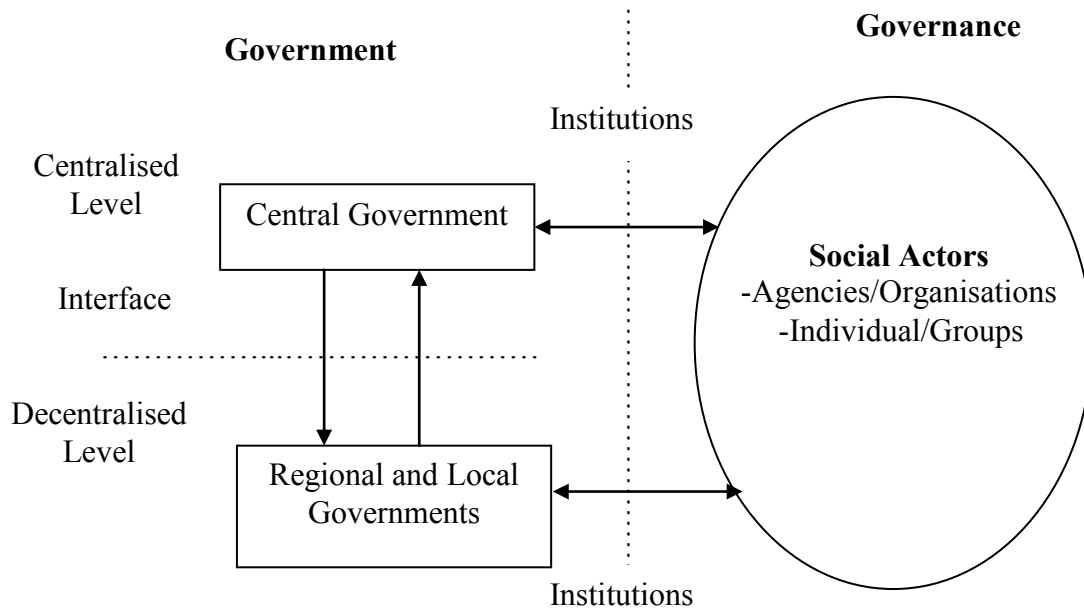 Government
Governance
Institutions
Centralised
Level
Central Government
Social Actors
-Agencies/Organisations
-Individual/Groups
Interface
Decentralised
Level
Regional and Local
Governments
Institutions